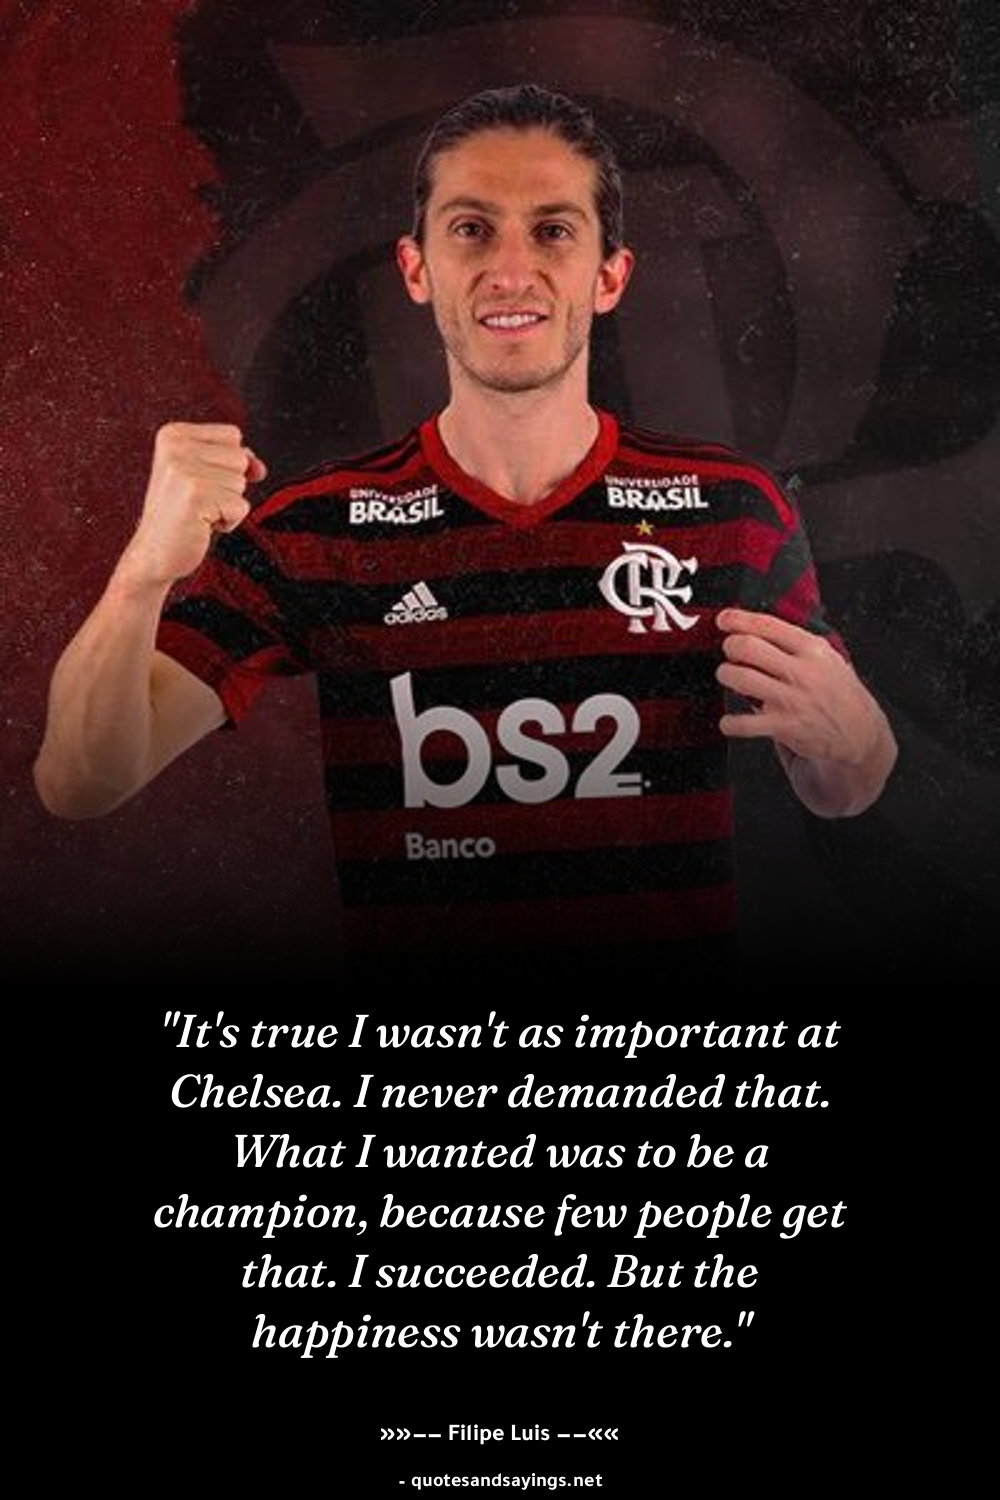 UNIVERSIDADE
BRASIL
UNIVERSIDADE
BRASIL
adidas
CRF
bs2.
Banco
"It's true I wasn't as important at
Chelsea. I never demanded that.
What I wanted was to be a
champion, because few people get
that. I succeeded. But the
happiness wasn't there."
»»–– Filipe Luis ––««
- quotesandsayings.net